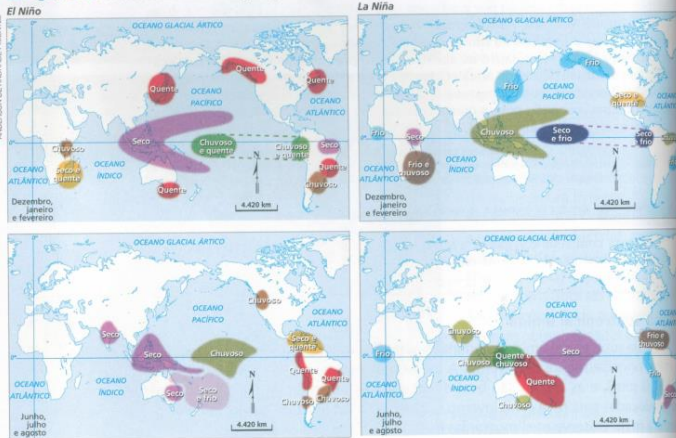 El Niño
OCEANO GLACIAL ÁRTICO
Quente
Quente
Quente
OCEANO
PACÍFICO
OCEANO
ATLÂNTICO
Seco
Chuvoso
e quente
Chuvoso
e quente
Seco
Chuvoso
Seco e
quente
Quente
Chuvoso
OCEANO
ATLÂNTICO
OCEANO
ÍNDICO
Quente
N
4.420 km
Dezembro,
janeiro
e fevereiro
La Niña
OCEANO GLACIAL ÁRTICO
Frio
Frio
Seco e
quente
OCEANO
PACÍFICO
Frio
Seco
Chuvoso
Seco
e frio
Seco
e frio
Frio e
chuvoso
OCEANO
ATLÂNTICO
OCEANO
ÍNDICO
N
4.420 km
Dezembro,
janeiro
e fevereiro
OCEANO GLACIAL ÁRTICO
Chuvoso
OCEANO
PACÍFICO
OCEANO
ATLÂNTICO
Seco
Seco
Chuvoso
Seco e
quente
Quente
Quente
Seco
Seco
e frio
Chuvoso
Chuvoso
OCEANO
ATLÂNTICO
OCEANO
ÍNDICO
N
4.420 km
Junho,
julho
e agosto
OCEANO GLACIAL ÁRTICO
OCEANO
PACÍFICO
Chuvoso
Frio e
chuvoso
Frio
Chuvoso
Quente e
chuvoso
Seco
Quente
Frio
Chuvoso
OCEANO
ATLÂNTICO
OCEANO
ÍNDICO
N
4.420 km
Junho,
julho
e agosto